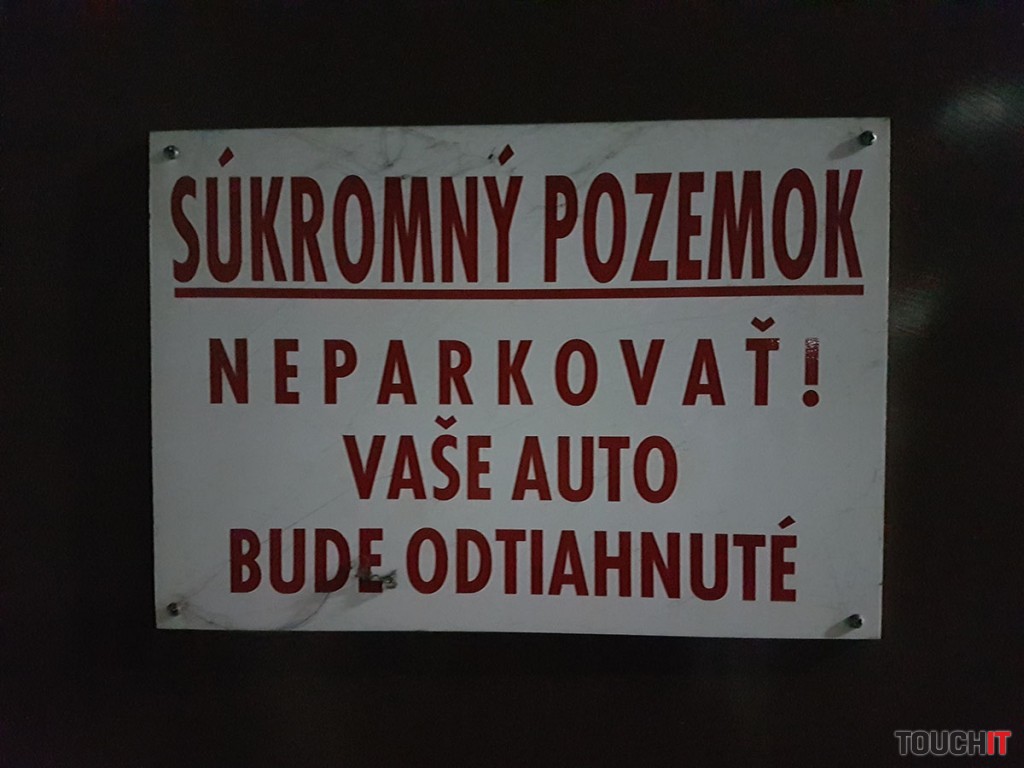 SÚKROMNÝ POZEMOK
NEPARKOVAŤ!
VAŠE AUTO
BUDE ODTIAHNUTÉ
TOUCHIT